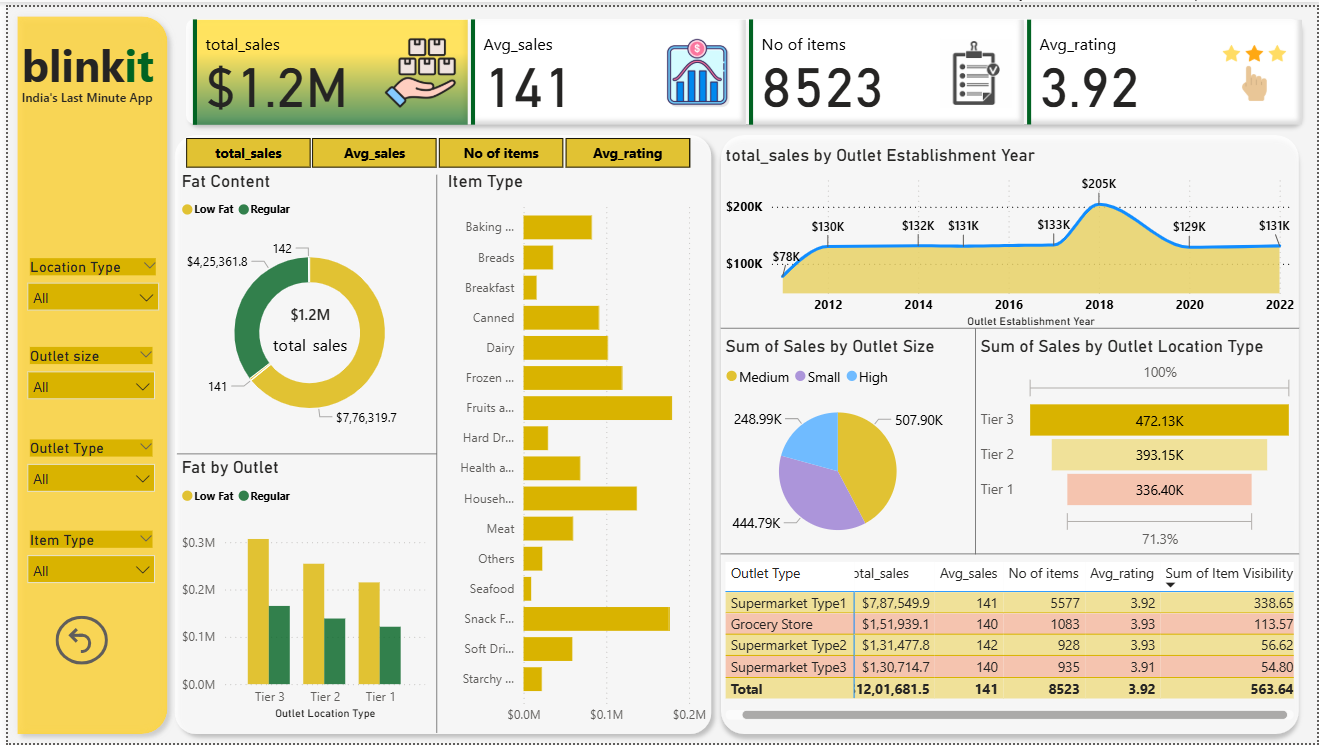 blinkit
India's Last Minute App
total_sales
$1.2M
Avg_sales
141
No of items
8523
Avg_rating
3.92
Location Type
All
Outlet size
All
Outlet Type
All
Item Type
All
total_sales Avg_sales No of items Avg_rating
Fat Content
Low Fat Regular
142
$4,25,361.8
$1.2M
total sales
141
$7,76,319.7
Fat by Outlet
Low Fat Regular
$0.3M
$0.2M
$0.1M
$0.0M
Tier 3 Tier 2 Tier 1
Outlet Location Type
Item Type
Baking ...
Breads
Breakfast
Canned
Dairy
Frozen ...
Fruits a...
Hard Dr...
Health a...
Househ...
Meat
Others
Seafood
Snack F...
Soft Dri...
Starchy ...
$0.0M $0.1M $0.2M
total_sales by Outlet Establishment Year
$200K
$100K
$78K $130K $132K $131K $133K $205K $129K $131K
2012 2014 2016 2018 2020 2022
Outlet Establishment Year
Sum of Sales by Outlet Size
Medium Small High
248.99K
507.90K
444.79K
Sum of Sales by Outlet Location Type
100%
Tier 3 472.13K
Tier 2 393.15K
Tier 1 336.40K
71.3%
Outlet Type otal_sales Avg_sales No of items Avg_rating Sum of Item Visibility
Supermarket Type1 $7,87,549.9 141 5577 3.92 338.65
Grocery Store $1,51,939.1 140 1083 3.93 113.57
Supermarket Type2 $1,31,477.8 142 928 3.93 56.62
Supermarket Type3 $1,30,714.7 140 935 3.91 54.80
Total 12,01,681.5 141 8523 3.92 563.64